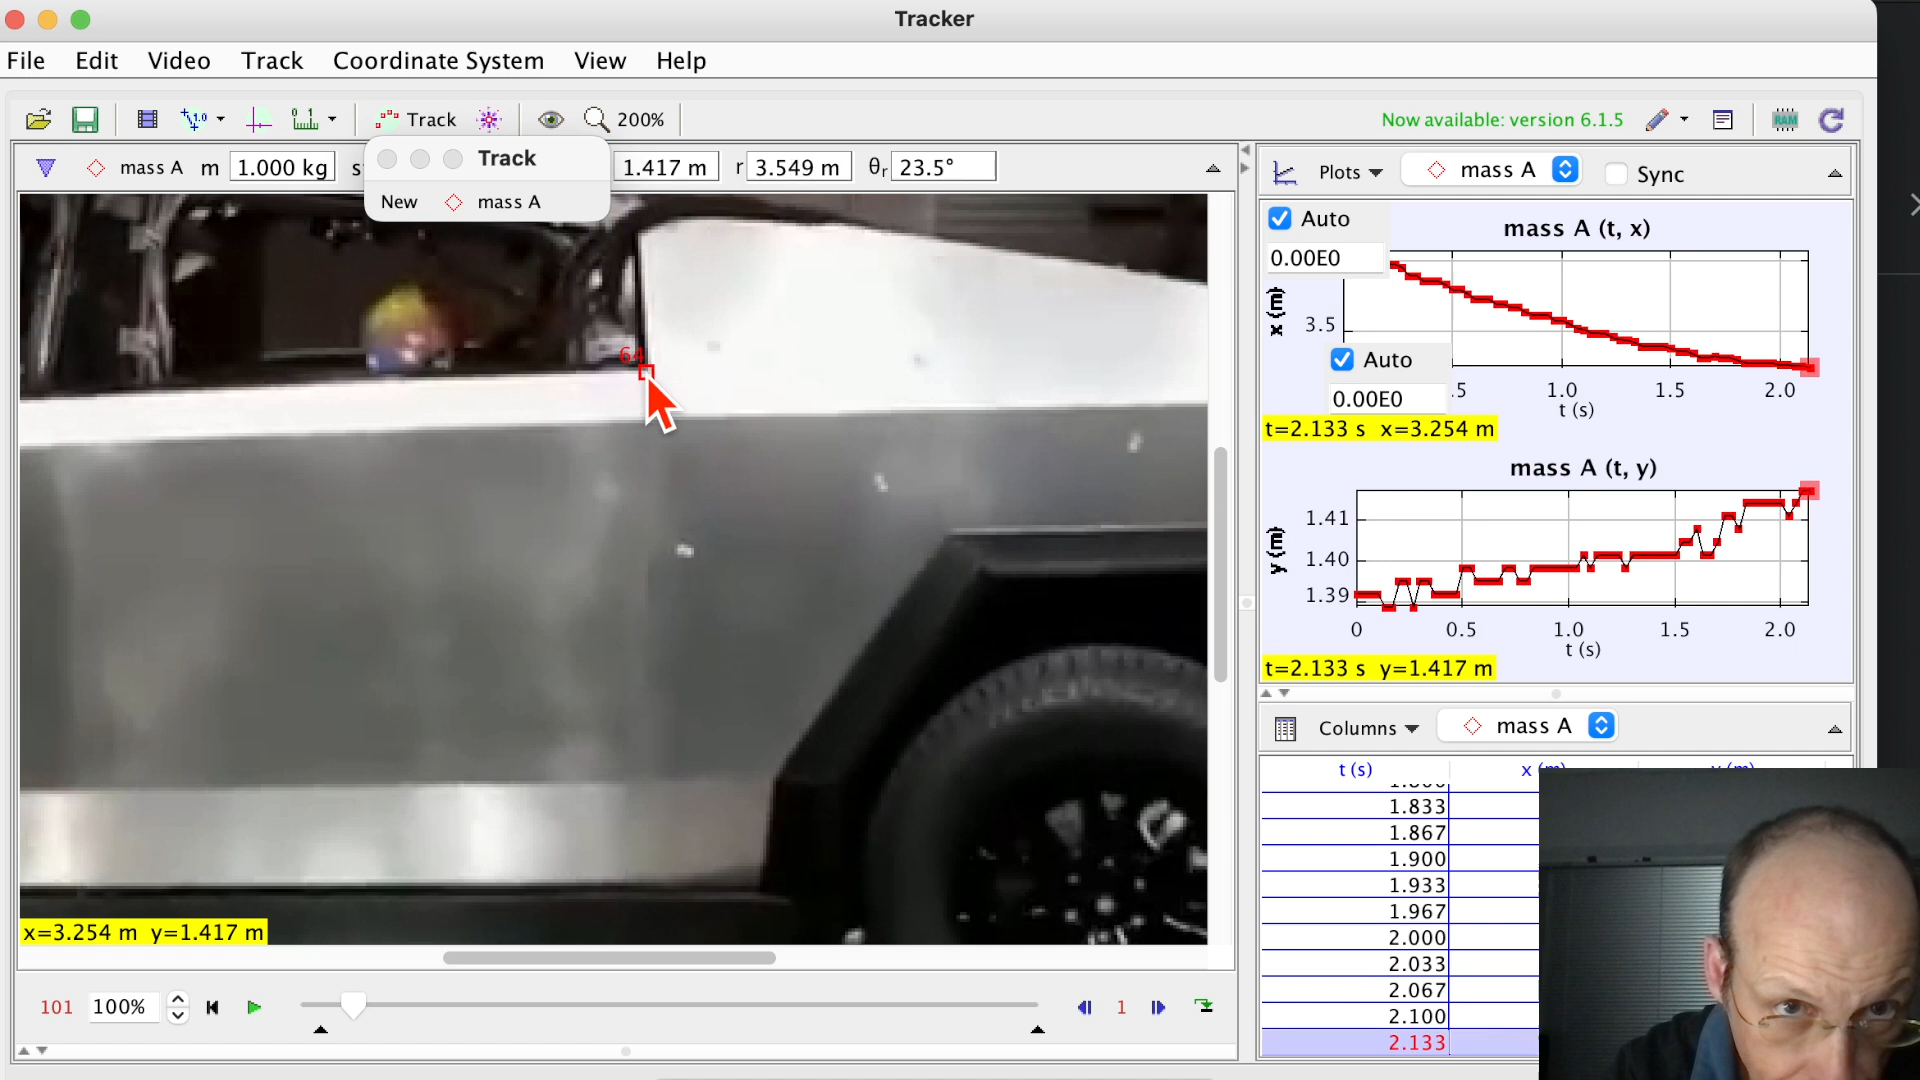 Tracker
File Edit Video Track Coordinate System View Help
Track 200% Now available: version 6.1.5 RAM
mass A m 1.000 kg 1.417 m r 3.549 m θr 23.5°
Track
New mass A
64
x=3.254 m y=1.417 m
101 100% 1
Plots mass A Sync
Auto
0.00E0
mass A (t, x)
x (m)
3.5
Auto
0.00E0
.5 1.0 1.5 2.0
t (s)
t=2.133 s x=3.254 m
mass A (t, y)
y (m)
1.41
1.40
1.39
0 0.5 1.0 1.5 2.0
t (s)
t=2.133 s y=1.417 m
Columns mass A
t (s)
1.833
1.867
1.900
1.933
1.967
2.000
2.033
2.067
2.100
2.133